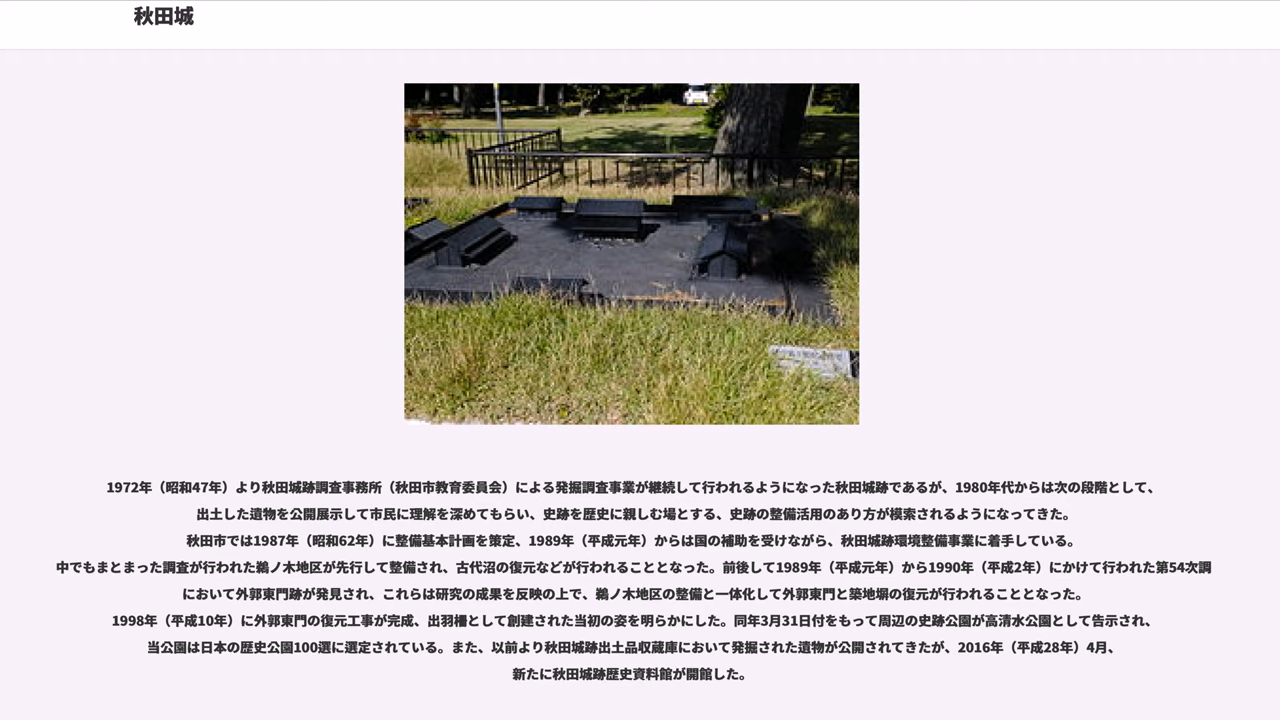 秋田城
1972年（昭和47年）より秋田城跡調査事務所（秋田市教育委員会）による発掘調査事業が継続して行われるようになった秋田城跡であるが、1980年代からは次の段階として、
出土した遺物を公開展示して市民に理解を深めてもらい、史跡を歴史に親しむ場とする、史跡の整備活用のあり方が模索されるようになってきた。
秋田市では1987年（昭和62年）に整備基本計画を策定、1989年（平成元年）からは国の補助を受けながら、秋田城跡環境整備事業に着手している。
中でもまとまった調査が行われた鵜ノ木地区が先行して整備され、古代沼の復元などが行われることとなった。前後して1989年（平成元年）から1990年（平成2年）にかけて行われた第54次調
において外郭東門跡が発見され、これらは研究の成果を反映の上で、鵜ノ木地区の整備と一体化して外郭東門と築地塀の復元が行われることとなった。
1998年（平成10年）に外郭東門の復元工事が完成、出羽柵として創建された当初の姿を明らかにした。同年3月31日付をもって周辺の史跡公園が高清水公園として告示され、
当公園は日本の歴史公園100選に選定されている。また、以前より秋田城跡出土品収蔵庫において発掘された遺物が公開されてきたが、2016年（平成28年）4月、
新たに秋田城跡歴史資料館が開館した。